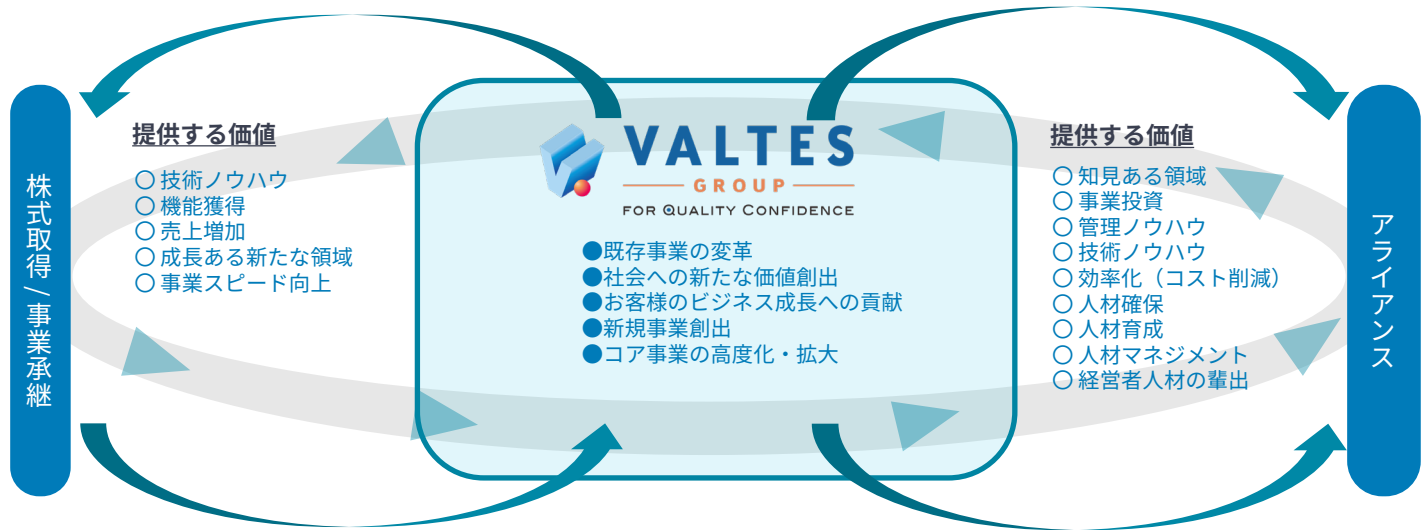 株式取得/事業承継
提供する価値
〇 技術ノウハウ
〇 機能獲得
〇 売上増加
〇 成長ある新たな領域
〇 事業スピード向上
VALTES
GROUP
FOR QUALITY CONFIDENCE
●既存事業の変革
●社会への新たな価値創出
●お客様のビジネス成長への貢献
●新規事業創出
●コア事業の高度化・拡大
提供する価値
〇 知見ある領域
〇 事業投資
〇 管理ノウハウ
〇 技術ノウハウ
〇 効率化（コスト削減）
〇 人材確保
〇 人材育成
〇 人材マネジメント
〇 経営者人材の輩出
アライアンス